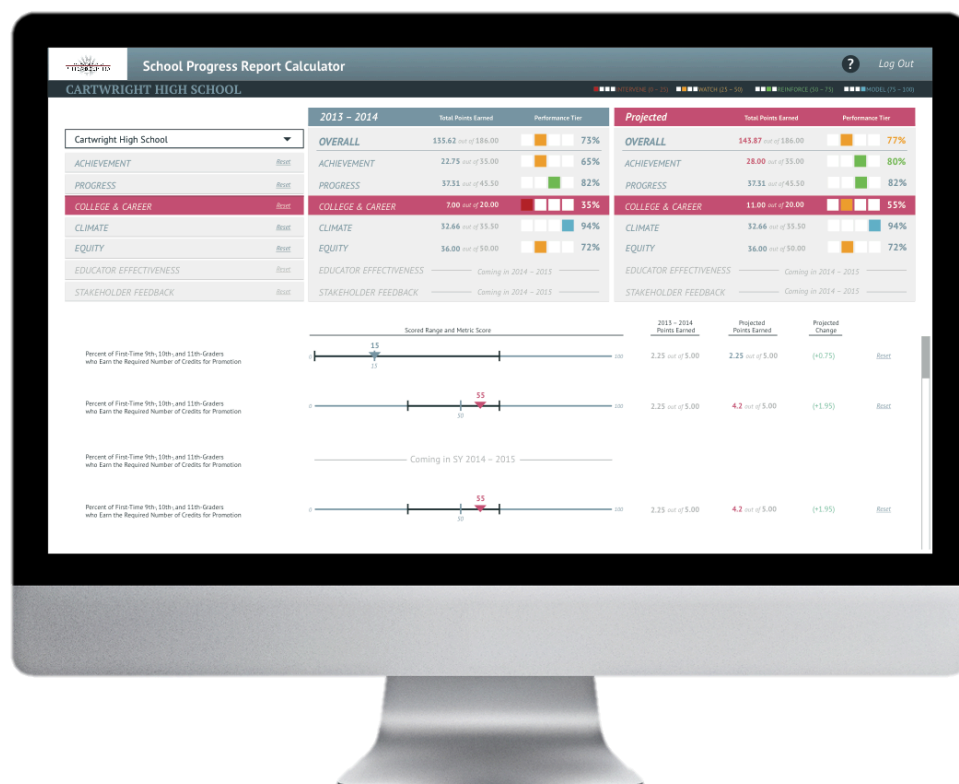 School Progress Report Calculator
? Log Out
CARTWRIGHT HIGH SCHOOL
INTERVENE (0 – 25) WATCH (25 – 50) REINFORCE (50 – 75) MODEL (75 – 100)
2013 – 2014 Total Points Earned Performance Tier Projected Total Points Earned Performance Tier
Cartwright High School OVERALL 135.62 out of 186.00 73% OVERALL 143.87 out of 186.00 77%
ACHIEVEMENT Reset ACHIEVEMENT 22.75 out of 35.00 65% ACHIEVEMENT 28.00 out of 35.00 80%
PROGRESS Reset PROGRESS 37.31 out of 45.50 82% PROGRESS 37.31 out of 45.50 82%
COLLEGE & CAREER Reset COLLEGE & CAREER 7.00 out of 20.00 35% COLLEGE & CAREER 11.00 out of 20.00 55%
CLIMATE Reset CLIMATE 32.66 out of 35.50 94% CLIMATE 32.66 out of 35.50 94%
EQUITY Reset EQUITY 36.00 out of 50.00 72% EQUITY 36.00 out of 50.00 72%
EDUCATOR EFFECTIVENESS Reset EDUCATOR EFFECTIVENESS Coming in 2014 – 2015 EDUCATOR EFFECTIVENESS Coming in 2014 – 2015
STAKEHOLDER FEEDBACK Reset STAKEHOLDER FEEDBACK Coming in 2014 – 2015 STAKEHOLDER FEEDBACK Coming in 2014 – 2015
2013 – 2014 Projected Projected
Scored Range and Metric Score Points Earned Points Earned Change
15
Percent of First-Time 9th-, 10th-, and 11th-Graders
0 100 2.25 out of 5.00 2.25 out of 5.00 (+0.75) Reset
who Earn the Required Number of Credits for Promotion
15
55
Percent of First-Time 9th-, 10th-, and 11th-Graders
0 100 2.25 out of 5.00 4.2 out of 5.00 (+1.95) Reset
who Earn the Required Number of Credits for Promotion
50
Percent of First-Time 9th-, 10th-, and 11th-Graders
Coming in SY 2014 – 2015
who Earn the Required Number of Credits for Promotion
55
Percent of First-Time 9th-, 10th-, and 11th-Graders
0 100 2.25 out of 5.00 4.2 out of 5.00 (+1.95) Reset
who Earn the Required Number of Credits for Promotion
50